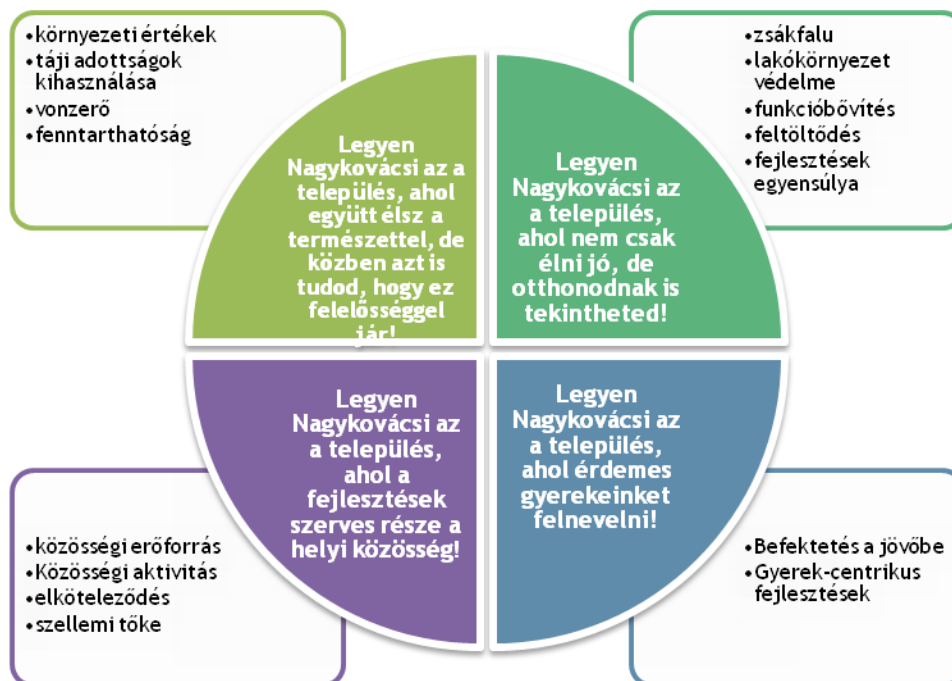 •környezeti értékek
•táji adottságok
kihasználása
•vonzerő
•fenntarthatóság
Legyen
Nagykovácsi az a
település, ahol
együtt élsz a
természettel, de
közben azt is
tudod, hogy ez
felelősséggel
jár!
•zsákfalu
•lakókörnyezet
védelme
•funkcióbővítés
•feltöltődés
•fejlesztések
egyensúlya
Legyen
Nagykovácsi az
a település,
ahol nem csak
élni jó, de
otthonodnak is
tekintheted!
•közösségi erőforrás
•Közösségi aktivitás
•elköteleződés
•szellemi tőke
Legyen
Nagykovácsi az
a település,
ahol a
fejlesztések
szerves része a
helyi közösség!
Legyen
Nagykovácsi az
a település,
ahol érdemes
gyerekeinket
felnevelni!
•Befektetés a jövőbe
•Gyerek-centrikus
fejlesztések